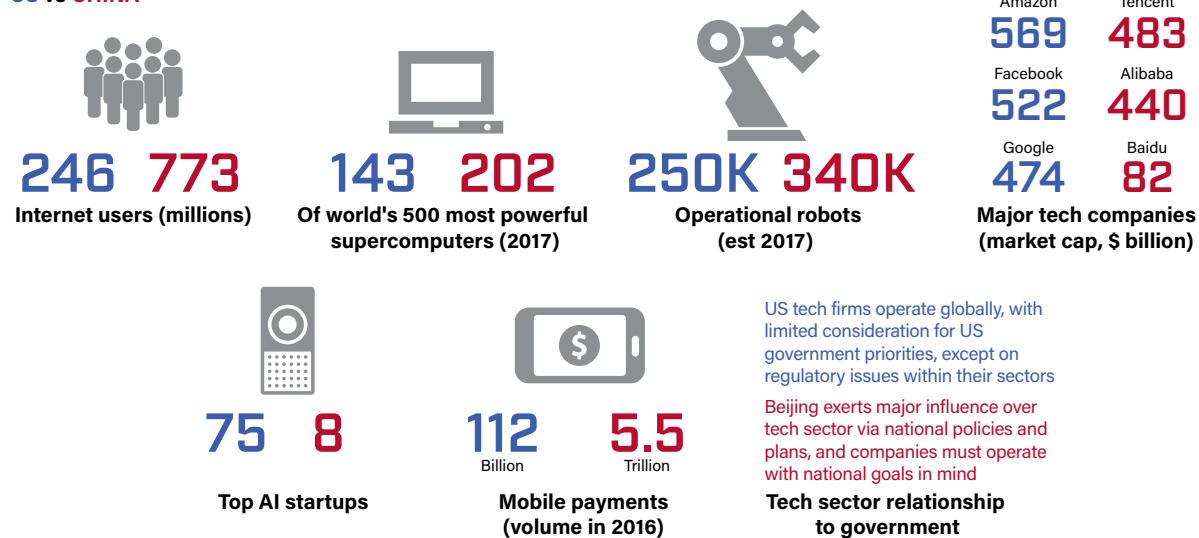 US vs CHINA
Amazon Tencent
569 483
Facebook Alibaba
522 440
Google Baidu
474 82
Major tech companies
(market cap, $ billion)
246 773
Internet users (millions)
143 202
Of world's 500 most powerful
supercomputers (2017)
250K 340K
Operational robots
(est 2017)
75 8
Top AI startups
$
112 5.5
Billion Trillion
Mobile payments
(volume in 2016)
US tech firms operate globally, with
limited consideration for US
government priorities, except on
regulatory issues within their sectors
Beijing exerts major influence over
tech sector via national policies and
plans, and companies must operate
with national goals in mind
Tech sector relationship
to government